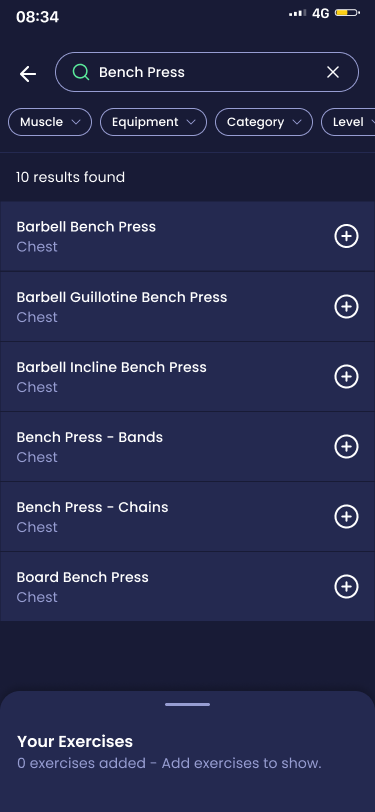 08:34
4G
Bench Press
Muscle
Equipment
Category
Level
10 results found
Barbell Bench Press
Chest
Barbell Guillotine Bench Press
Chest
Barbell Incline Bench Press
Chest
Bench Press - Bands
Chest
Bench Press - Chains
Chest
Board Bench Press
Chest
Your Exercises
0 exercises added - Add exercises to show.